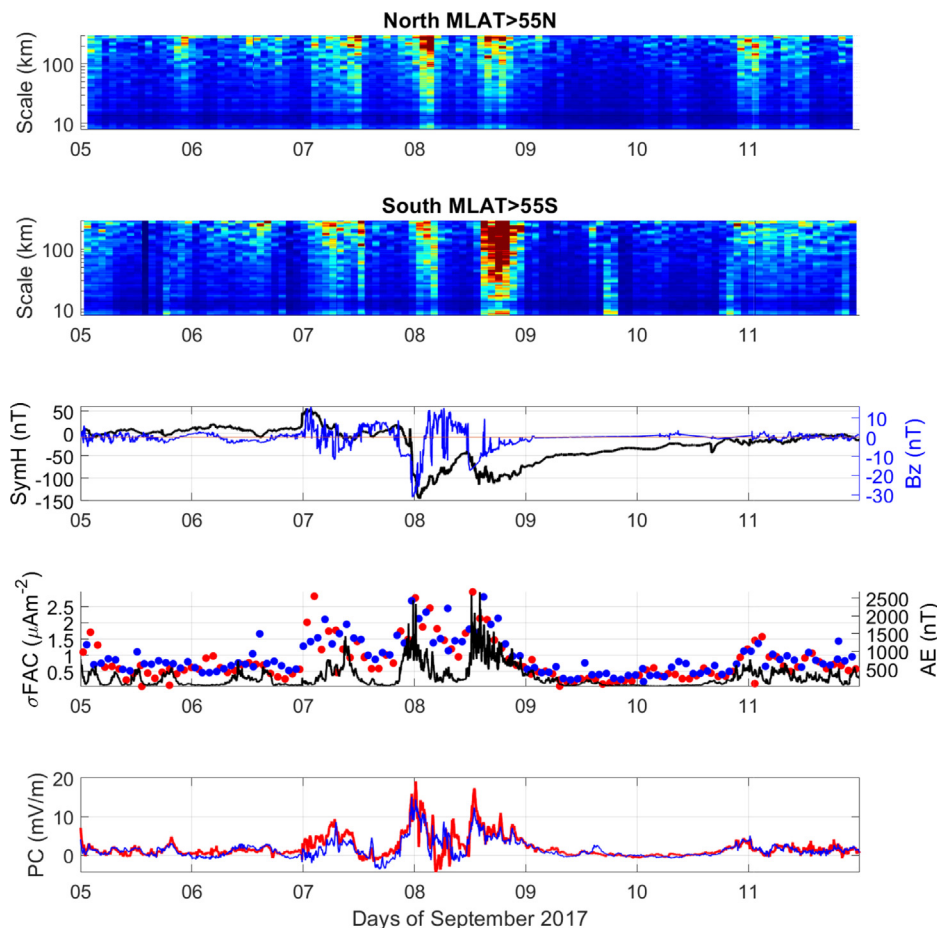 North MLAT>55N
Scale (km)
100
10
05 06 07 08 09 10 11
South MLAT>55S
Scale (km)
100
10
05 06 07 08 09 10 11
SymH (nT)
50
0
-50
-100
-150
10
0
-10
-20
-30
Bz (nT)
05 06 07 08 09 10 11
σFAC (μAm⁻²)
2.5
1.5
1
0.5
2500
2000
1500
1000
500
AE (nT)
05 06 07 08 09 10 11
PC (mV/m)
20
10
0
05 06 07 08 09 10 11
Days of September 2017